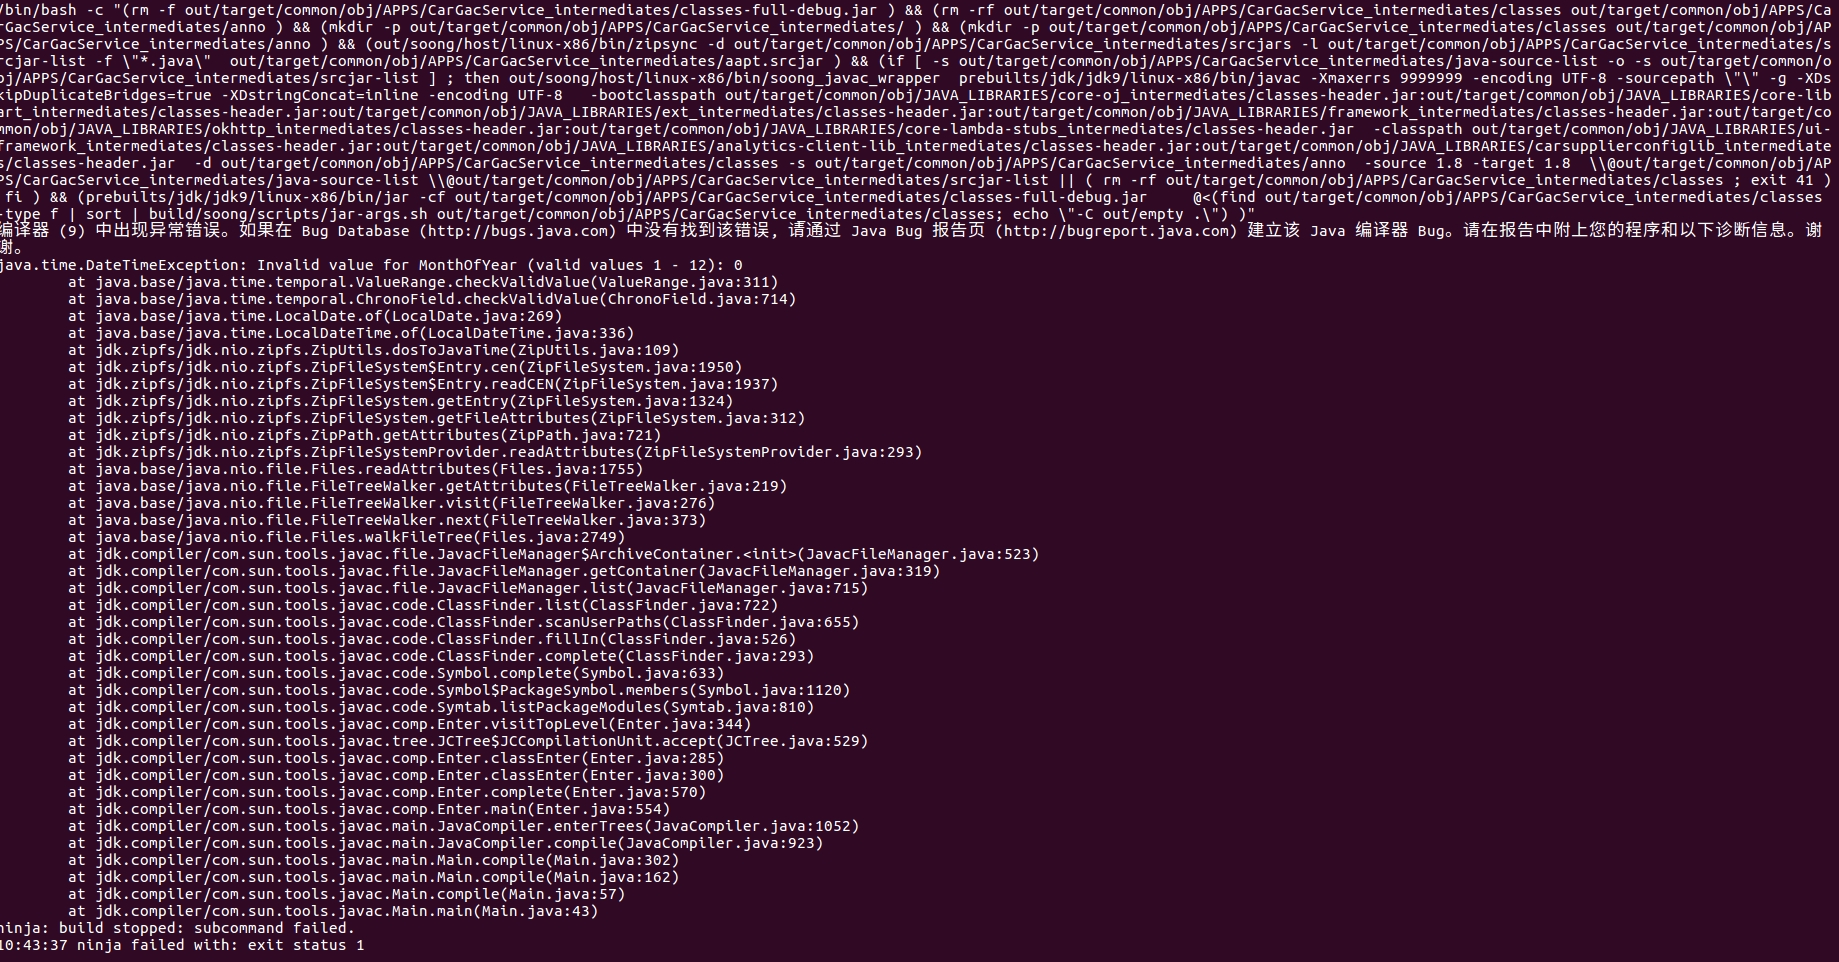 /bin/bash -c "(rm -f out/target/common/obj/APPS/CarGacService_intermediates/classes-full-debug.jar ) && (rm -rf out/target/common/obj/APPS/CarGacService_intermediates/classes out/target/common/obj/APPS/Ca
rGacService_intermediates/anno ) && (mkdir -p out/target/common/obj/APPS/CarGacService_intermediates/ ) && (mkdir -p out/target/common/obj/APPS/CarGacService_intermediates/classes out/target/common/obj/AP
PS/CarGacService_intermediates/anno ) && (out/soong/host/linux-x86/bin/zipsync -d out/target/common/obj/APPS/CarGacService_intermediates/srcjars -l out/target/common/obj/APPS/CarGacService_intermediates/s
rcjar-list -f \"*.java\"  out/target/common/obj/APPS/CarGacService_intermediates/aapt.srcjar ) && (if [ -s out/target/common/obj/APPS/CarGacService_intermediates/java-source-list -o -s out/target/common/o
bj/APPS/CarGacService_intermediates/srcjar-list ] ; then out/soong/host/linux-x86/bin/soong_javac_wrapper  prebuilts/jdk/jdk9/linux-x86/bin/javac -Xmaxerrs 9999999 -encoding UTF-8 -sourcepath \"\" -g -XDs
kipDuplicateBridges=true -XDstringConcat=inline -encoding UTF-8   -bootclasspath out/target/common/obj/JAVA_LIBRARIES/core-oj_intermediates/classes-header.jar:out/target/common/obj/JAVA_LIBRARIES/core-lib
art_intermediates/classes-header.jar:out/target/common/obj/JAVA_LIBRARIES/ext_intermediates/classes-header.jar:out/target/common/obj/JAVA_LIBRARIES/framework_intermediates/classes-header.jar:out/target/co
mmon/obj/JAVA_LIBRARIES/okhttp_intermediates/classes-header.jar:out/target/common/obj/JAVA_LIBRARIES/core-lambda-stubs_intermediates/classes-header.jar  -classpath out/target/common/obj/JAVA_LIBRARIES/ui-
framework_intermediates/classes-header.jar:out/target/common/obj/JAVA_LIBRARIES/analytics-client-lib_intermediates/classes-header.jar:out/target/common/obj/JAVA_LIBRARIES/carsupplierconfiglib_intermediate
s/classes-header.jar  -d out/target/common/obj/APPS/CarGacService_intermediates/classes -s out/target/common/obj/APPS/CarGacService_intermediates/anno  -source 1.8 -target 1.8  \\@out/target/common/obj/AP
PS/CarGacService_intermediates/java-source-list \\@out/target/common/obj/APPS/CarGacService_intermediates/srcjar-list || ( rm -rf out/target/common/obj/APPS/CarGacService_intermediates/classes ; exit 41 )
 fi ) && (prebuilts/jdk/jdk9/linux-x86/bin/jar -cf out/target/common/obj/APPS/CarGacService_intermediates/classes-full-debug.jar     @<(find out/target/common/obj/APPS/CarGacService_intermediates/classes
-type f | sort | build/soong/scripts/jar-args.sh out/target/common/obj/APPS/CarGacService_intermediates/classes; echo \"-C out/empty .\") )"
编译器 (9) 中出现异常错误。如果在 Bug Database (http://bugs.java.com) 中没有找到该错误, 请通过 Java Bug 报告页 (http://bugreport.java.com) 建立该 Java 编译器 Bug。请在报告中附上您的程序和以下诊断信息。谢
谢。
java.time.DateTimeException: Invalid value for MonthOfYear (valid values 1 - 12): 0
at java.base/java.time.temporal.ValueRange.checkValidValue(ValueRange.java:311)
at java.base/java.time.temporal.ChronoField.checkValidValue(ChronoField.java:714)
at java.base/java.time.LocalDate.of(LocalDate.java:269)
at java.base/java.time.LocalDateTime.of(LocalDateTime.java:336)
at jdk.zipfs/jdk.nio.zipfs.ZipUtils.dosToJavaTime(ZipUtils.java:109)
at jdk.zipfs/jdk.nio.zipfs.ZipFileSystem$Entry.cen(ZipFileSystem.java:1950)
at jdk.zipfs/jdk.nio.zipfs.ZipFileSystem$Entry.readCEN(ZipFileSystem.java:1937)
at jdk.zipfs/jdk.nio.zipfs.ZipFileSystem.getEntry(ZipFileSystem.java:1324)
at jdk.zipfs/jdk.nio.zipfs.ZipFileSystem.getFileAttributes(ZipFileSystem.java:312)
at jdk.zipfs/jdk.nio.zipfs.ZipPath.getAttributes(ZipPath.java:721)
at jdk.zipfs/jdk.nio.zipfs.ZipFileSystemProvider.readAttributes(ZipFileSystemProvider.java:293)
at java.base/java.nio.file.Files.readAttributes(Files.java:1755)
at java.base/java.nio.file.FileTreeWalker.getAttributes(FileTreeWalker.java:219)
at java.base/java.nio.file.FileTreeWalker.visit(FileTreeWalker.java:276)
at java.base/java.nio.file.FileTreeWalker.next(FileTreeWalker.java:373)
at java.base/java.nio.file.Files.walkFileTree(Files.java:2749)
at jdk.compiler/com.sun.tools.javac.file.JavacFileManager$ArchiveContainer.<init>(JavacFileManager.java:523)
at jdk.compiler/com.sun.tools.javac.file.JavacFileManager.getContainer(JavacFileManager.java:319)
at jdk.compiler/com.sun.tools.javac.file.JavacFileManager.list(JavacFileManager.java:715)
at jdk.compiler/com.sun.tools.javac.code.ClassFinder.list(ClassFinder.java:722)
at jdk.compiler/com.sun.tools.javac.code.ClassFinder.scanUserPaths(ClassFinder.java:655)
at jdk.compiler/com.sun.tools.javac.code.ClassFinder.fillIn(ClassFinder.java:526)
at jdk.compiler/com.sun.tools.javac.code.ClassFinder.complete(ClassFinder.java:293)
at jdk.compiler/com.sun.tools.javac.code.Symbol.complete(Symbol.java:633)
at jdk.compiler/com.sun.tools.javac.code.Symbol$PackageSymbol.members(Symbol.java:1120)
at jdk.compiler/com.sun.tools.javac.code.Symtab.listPackageModules(Symtab.java:810)
at jdk.compiler/com.sun.tools.javac.comp.Enter.visitTopLevel(Enter.java:344)
at jdk.compiler/com.sun.tools.javac.tree.JCTree$JCCompilationUnit.accept(JCTree.java:529)
at jdk.compiler/com.sun.tools.javac.comp.Enter.classEnter(Enter.java:285)
at jdk.compiler/com.sun.tools.javac.comp.Enter.classEnter(Enter.java:300)
at jdk.compiler/com.sun.tools.javac.comp.Enter.complete(Enter.java:570)
at jdk.compiler/com.sun.tools.javac.comp.Enter.main(Enter.java:554)
at jdk.compiler/com.sun.tools.javac.main.JavaCompiler.enterTrees(JavaCompiler.java:1052)
at jdk.compiler/com.sun.tools.javac.main.JavaCompiler.compile(JavaCompiler.java:923)
at jdk.compiler/com.sun.tools.javac.main.Main.compile(Main.java:302)
at jdk.compiler/com.sun.tools.javac.main.Main.compile(Main.java:162)
at jdk.compiler/com.sun.tools.javac.Main.compile(Main.java:57)
at jdk.compiler/com.sun.tools.javac.Main.main(Main.java:43)
ninja: build stopped: subcommand failed.
10:43:37 ninja failed with: exit status 1